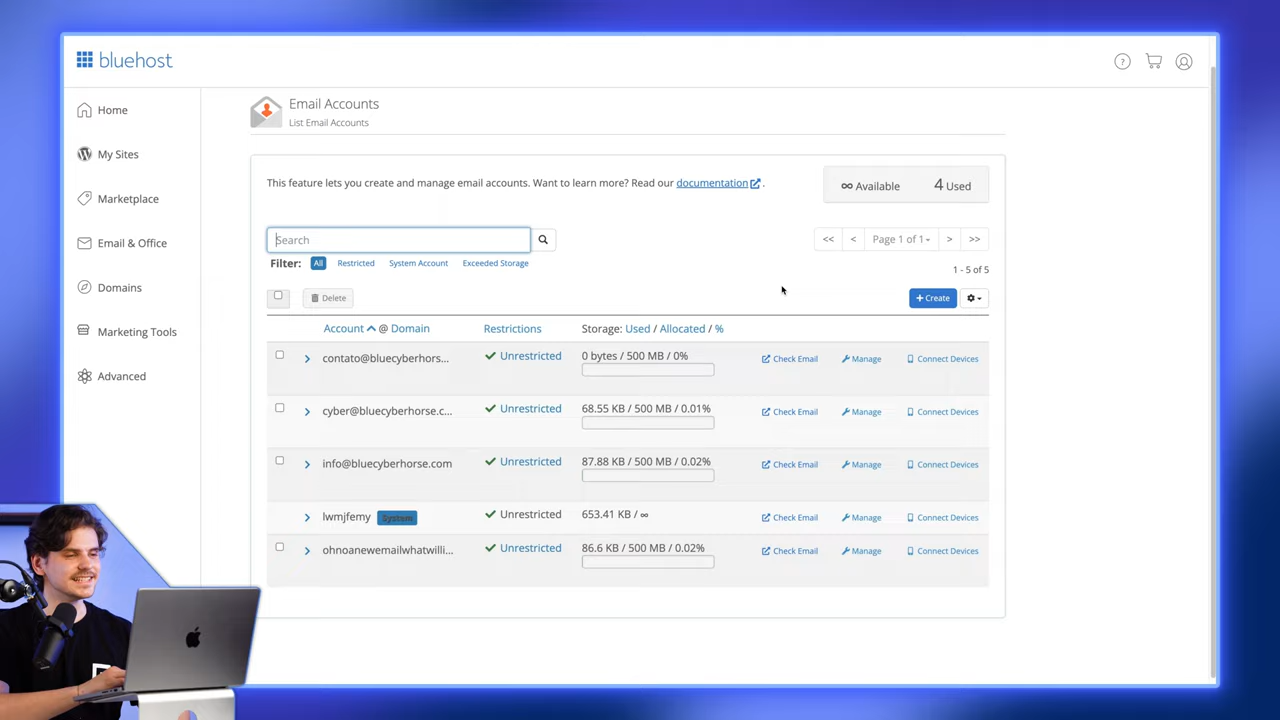 bluehost
Home
My Sites
Marketplace
Email & Office
Domains
Marketing Tools
Advanced
Email Accounts
List Email Accounts
This feature lets you create and manage email accounts. Want to learn more? Read our documentation .
∞ Available 4 Used
Search
<< < Page 1 of 1 > >>
Filter: All Restricted System Account Exceeded Storage
1 - 5 of 5
Delete
+ Create
Account @ Domain Restrictions Storage: Used / Allocated / %
contato@bluecyberhors... Unrestricted 0 bytes / 500 MB / 0% Check Email Manage Connect Devices
cyber@bluecyberhorse.c... Unrestricted 68.55 KB / 500 MB / 0.01% Check Email Manage Connect Devices
info@bluecyberhorse.com Unrestricted 87.88 KB / 500 MB / 0.02% Check Email Manage Connect Devices
lwmjfemy System Unrestricted 653.41 KB / ∞ Check Email Manage Connect Devices
ohnoanewemailwhatwilli... Unrestricted 86.6 KB / 500 MB / 0.02% Check Email Manage Connect Devices